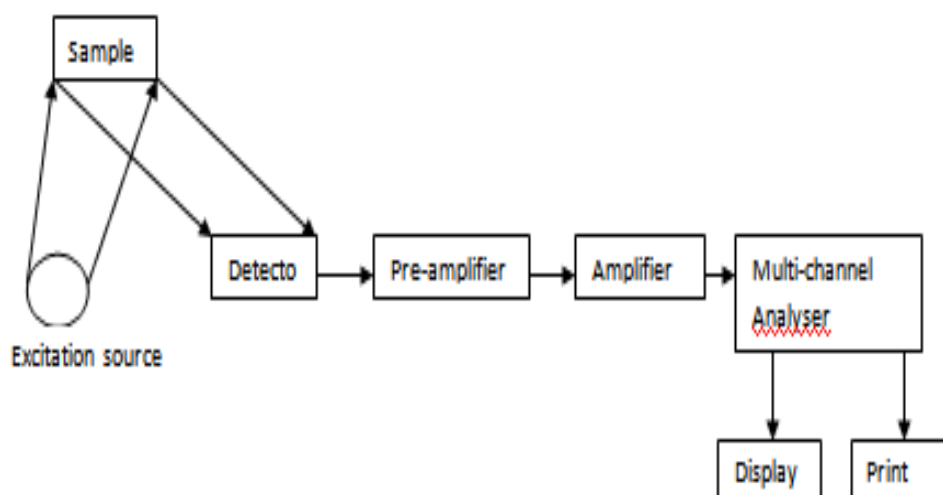 Sample
Detecto
Pre-amplifier
Amplifier
Multi-channel
Analyser
Excitation source
Display
Print